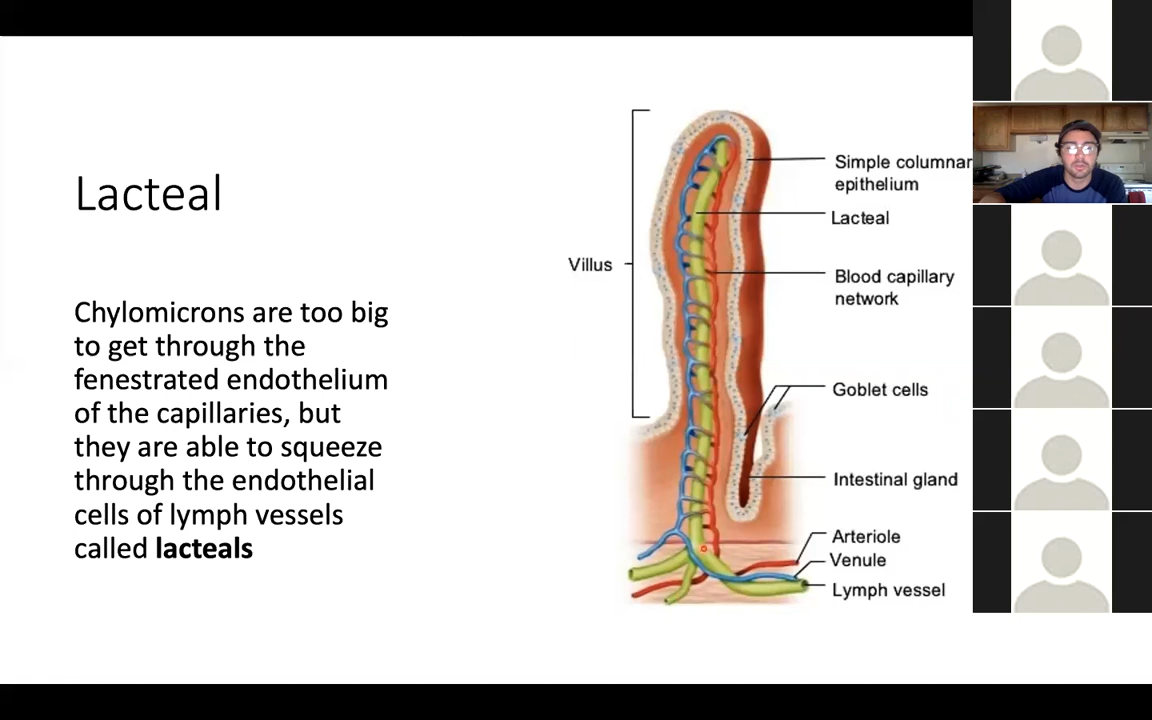 Lacteal
Chylomicrons are too big
to get through the
fenestrated endothelium
of the capillaries, but
they are able to squeeze
through the endothelial
cells of lymph vessels
called lacteals
Villus
Simple columnar
epithelium
Lacteal
Blood capillary
network
Goblet cells
Intestinal gland
Arteriole
Venule
Lymph vessel